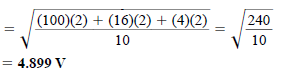 = √((100)(2) + (16)(2) + (4)(2) / 10) = √(240 / 10)
= 4.899 V